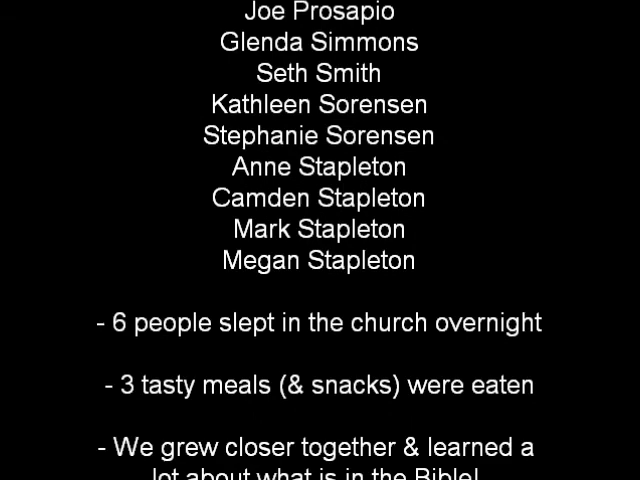 Joe Prosapio
Glenda Simmons
Seth Smith
Kathleen Sorensen
Stephanie Sorensen
Anne Stapleton
Camden Stapleton
Mark Stapleton
Megan Stapleton
- 6 people slept in the church overnight
- 3 tasty meals (& snacks) were eaten
- We grew closer together & learned a
lot about what is in the Bible!